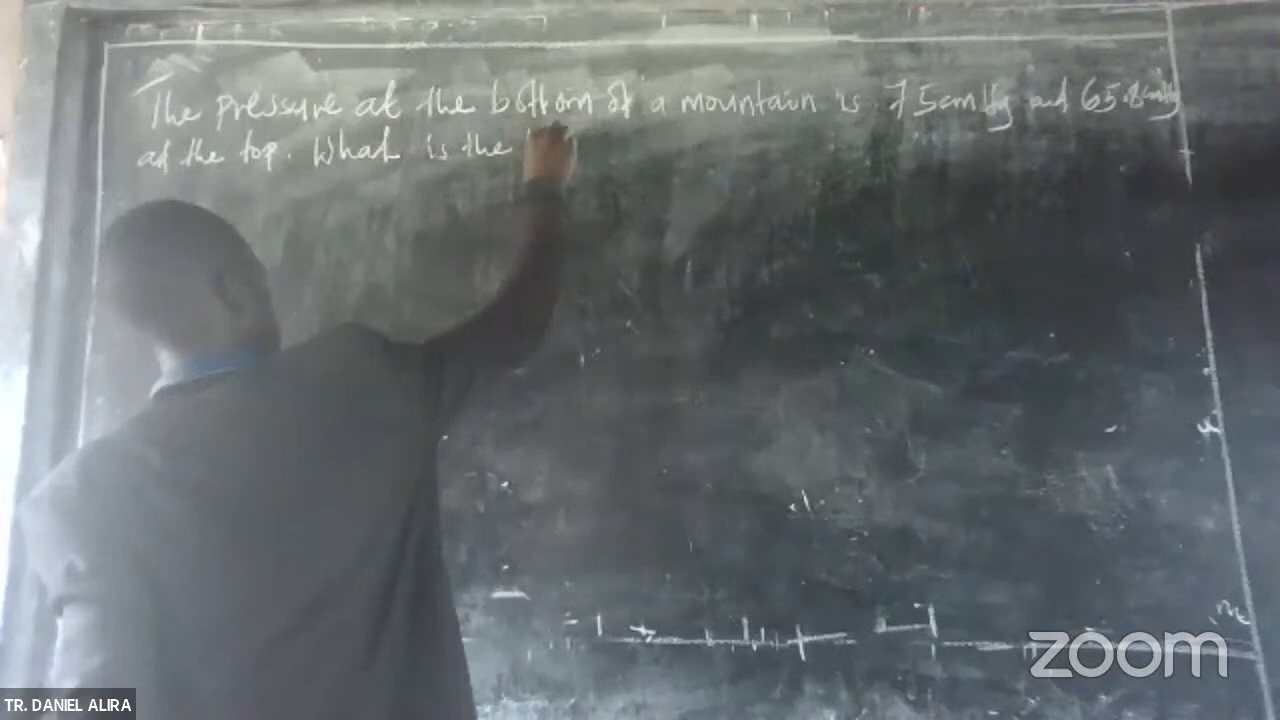 The pressure at the bottom of a mountain is 75cmHg and 65.8cmHg
at the top. What is the
zoom
TR. DANIEL ALIRA